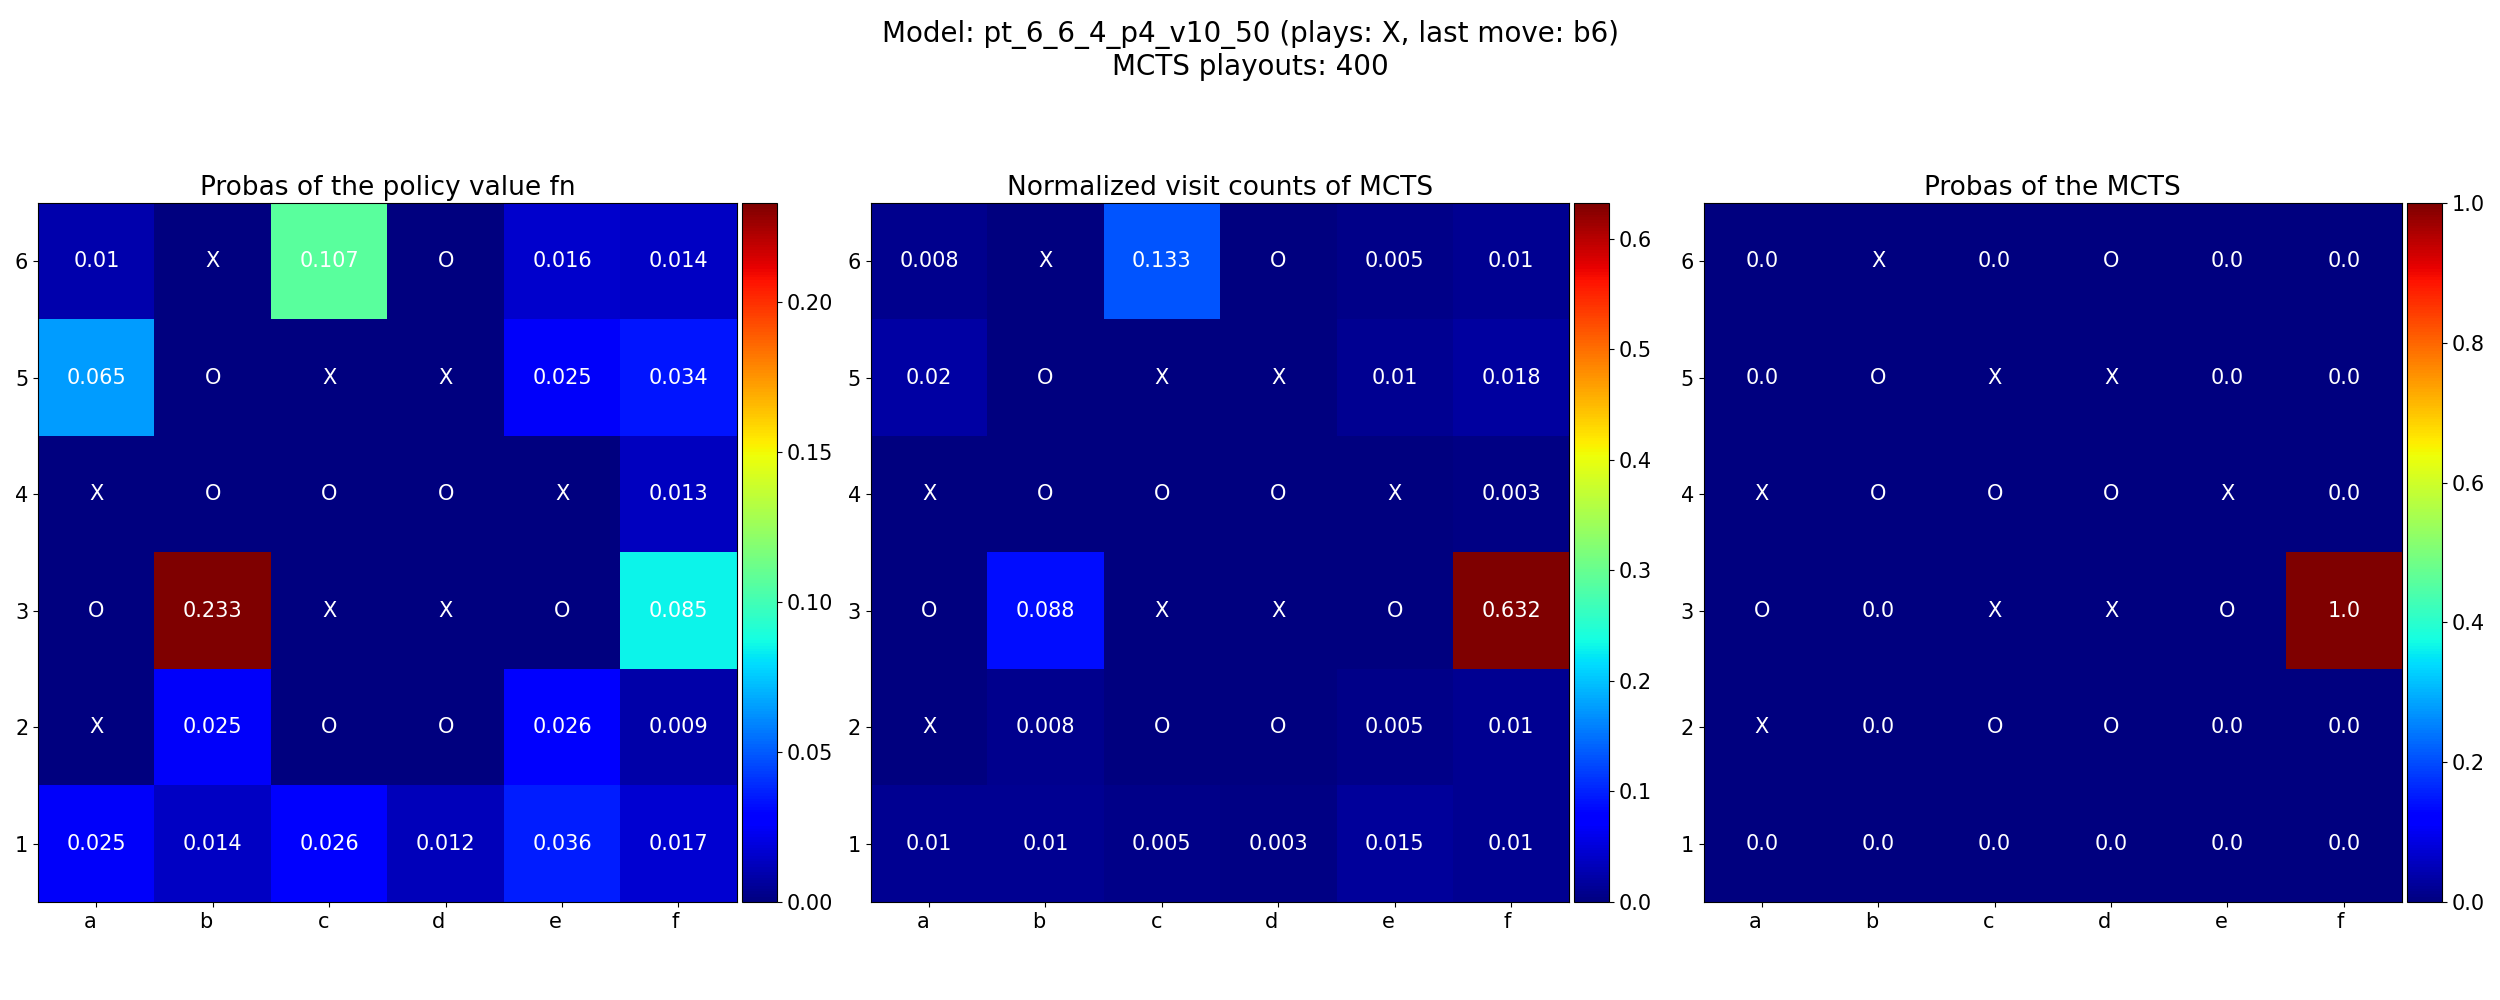 Model: pt_6_6_4_p4_v10_50 (plays: X, last move: b6)
MCTS playouts: 400
Probas of the policy value fn
6 0.01 X 0.107 O 0.016 0.014
5 0.065 O X X 0.025 0.034
4 X O O O X 0.013
3 O 0.233 X X O 0.085
2 X 0.025 O O 0.026 0.009
1 0.025 0.014 0.026 0.012 0.036 0.017
a b c d e f
0.20
0.15
0.10
0.05
0.00
Normalized visit counts of MCTS
6 0.008 X 0.133 O 0.005 0.01
5 0.02 O X X 0.01 0.018
4 X O O O X 0.003
3 O 0.088 X X O 0.632
2 X 0.008 O O 0.005 0.01
1 0.01 0.01 0.005 0.003 0.015 0.01
a b c d e f
0.6
0.5
0.4
0.3
0.2
0.1
0.0
Probas of the MCTS
6 0.0 X 0.0 O 0.0 0.0
5 0.0 O X X 0.0 0.0
4 X O O O X 0.0
3 O 0.0 X X O 1.0
2 X 0.0 O O 0.0 0.0
1 0.0 0.0 0.0 0.0 0.0 0.0
a b c d e f
1.0
0.8
0.6
0.4
0.2
0.0